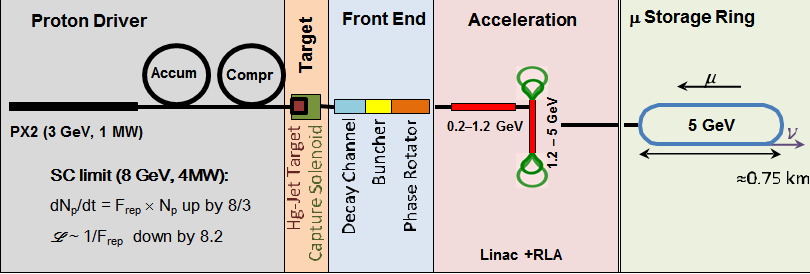 Proton Driver
Accum
Compr
PX2 (3 GeV, 1 MW)
SC limit (8 GeV, 4MW):
dNp/dt = Frep × Np up by 8/3
ℒ ~ 1/Frep down by 8.2
Target
Hg-Jet Target
Capture Solenoid
Front End
Decay Channel
Buncher
Phase Rotator
Acceleration
0.2–1.2 GeV
1.2 – 5 GeV
Linac +RLA
μ Storage Ring
μ
5 GeV
ν
≈0.75 km